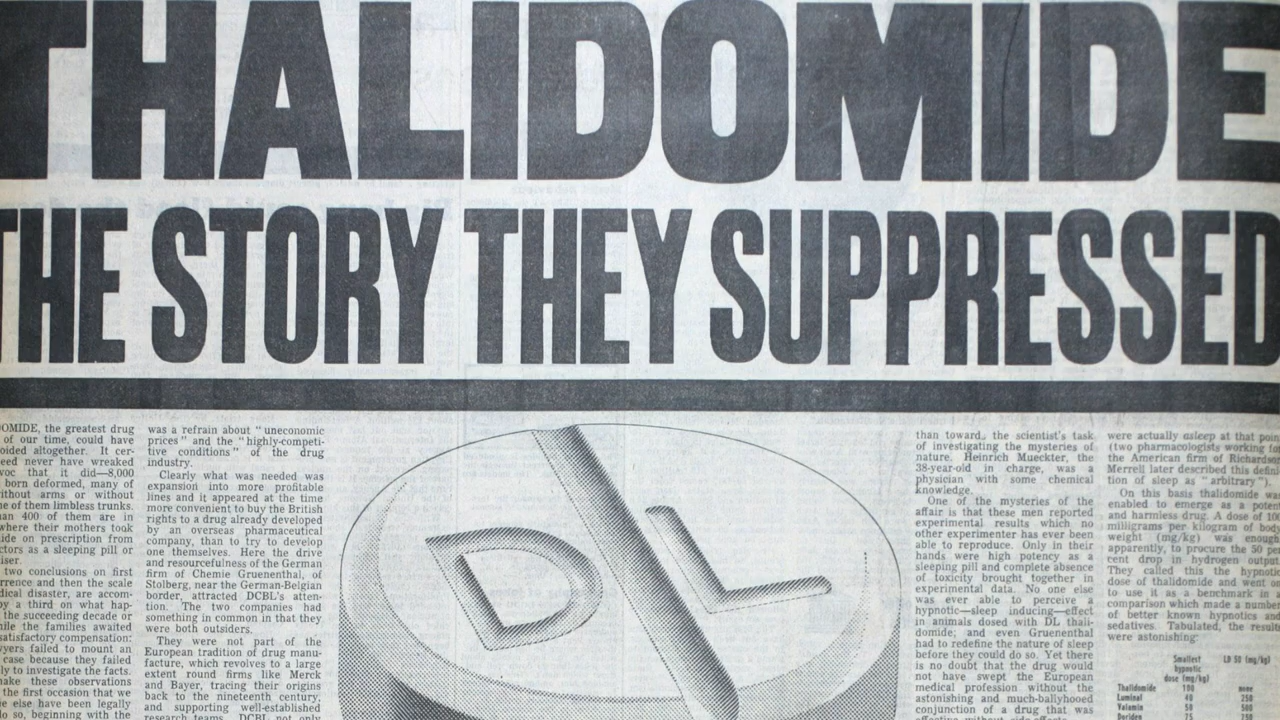 THALIDOMIDE
THE STORY THEY SUPPRESSED
OMIDE, the greatest drug
of our time, could have
oided altogether. It cer-
eed never have wreaked
voc that it did—8,000
born deformed, many of
ithout arms or without
e of them limbless trunks.
an 400 of them are in
where their mothers took
ide on prescription from
ctors as a sleeping pill or
iser.
two conclusions on first
rrence and then the scale
dical disaster, are accom-
by a third on what hap-
the succeeding decade or
ile the families awaited
satisfactory compensation:
yers failed to mount an
case because they failed
ly to investigate the facts.
ake these observations
the first occasion that we
e else have been legally
o so, beginning with the
was a refrain about "uneconomic
prices" and the "highly-competi-
tive conditions" of the drug
industry.
Clearly what was needed was
expansion into more profitable
lines and it appeared at the time
more convenient to buy the British
rights to a drug already developed
by an overseas pharmaceutical
company, than to try to develop
one themselves. Here the drive
and resourcefulness of the German
firm of Chemie Gruenenthal, of
Stolberg, near the German-Belgian
border, attracted DCBL's atten-
tion. The two companies had
something in common in that they
were both outsiders.
They were not part of the
European tradition of drug manu-
facture, which revolves to a large
extent round firms like Merck
and Bayer, tracing their origins
back to the nineteenth century,
and supporting well-established
research teams. DCBL not only
D L
than toward the scientist's task
of investigating the mysteries of
nature. Heinrich Mueckter, the
38-year-old in charge, was a
physician with some chemical
knowledge.
One of the mysteries of the
affair is that these men reported
experimental results which no
other experimenter has ever been
able to reproduce. Only in their
hands were high potency as a
sleeping pill and complete absence
of toxicity brought together in
experimental data. No one else
was ever able to perceive a
hypnotic—sleep inducing—effect
in animals dosed with DL thali-
domide; and even Gruenenthal
had to redefine the nature of sleep
before they could do so. Yet there
is no doubt that the drug would
not have swept the European
medical profession without the
astonishing and much-ballyhooed
conjunction of a drug that was
effective without side-effects
were actually asleep at that poin
(two pharmacologists working for
the American firm of Richardson
Merrell later described this defini
tion of sleep as "arbitrary").
On this basis thalidomide was
enabled to emerge as a potent
and harmless drug. A dose of 100
milligrams per kilogram of body
weight (mg/kg) was enough
apparently, to procure the 50 per
cent drop in hydrogen output.
They called this the hypnotic
dose of thalidomide and went o
to use it as a benchmark in a
comparison which made a number
of better known hypnotics and
sedatives. Tabulated, the results
were astonishing:
Smallest LD 50 (mg/kg)
hypnotic
dose (mg/kg)
Thalidomide 100 none
Luminal 40 250
Valamin 50 500
Doriden